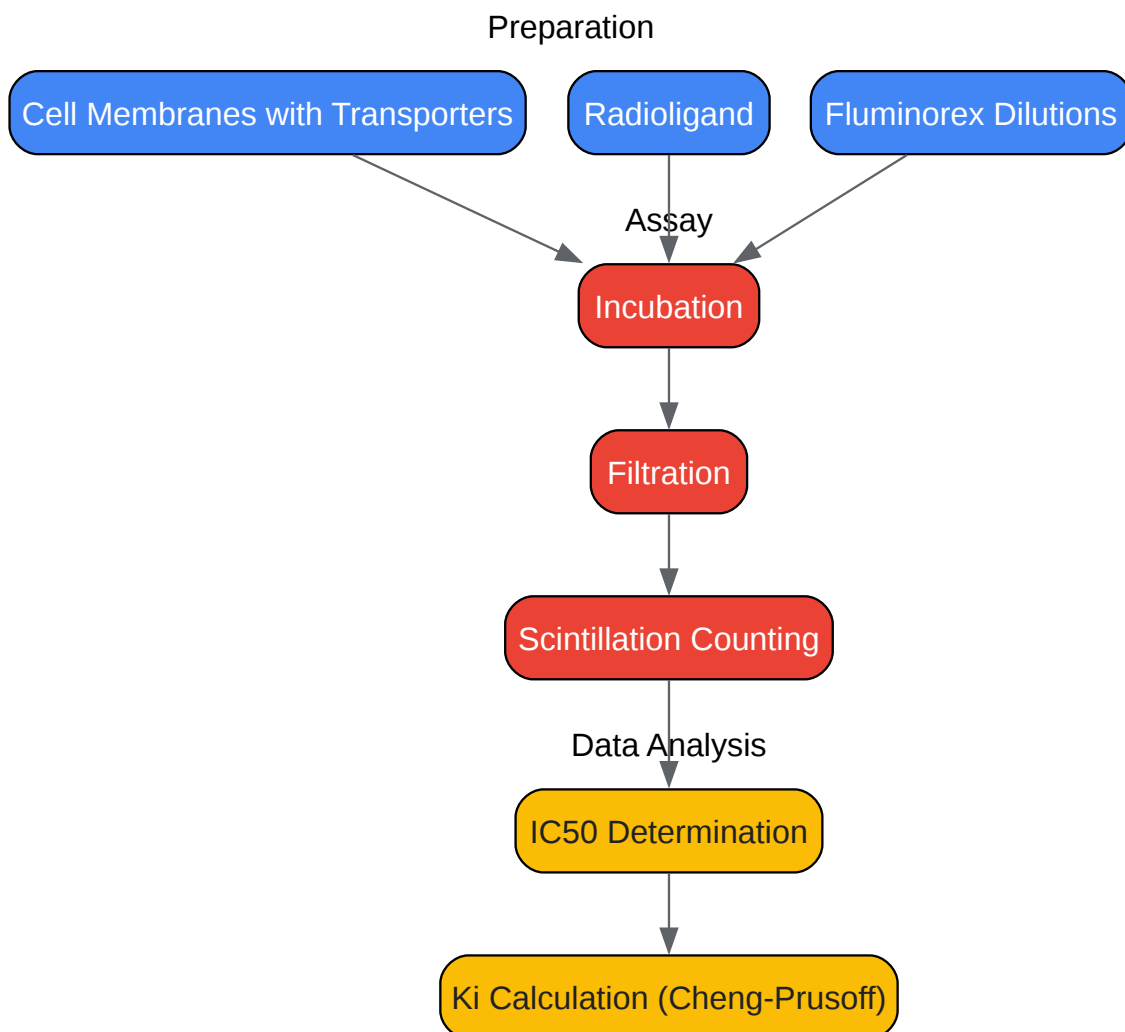 Preparation
Cell Membranes with Transporters
Radioligand
Fluminorex Dilutions
Assay
Incubation
Filtration
Scintillation Counting
Data Analysis
IC50 Determination
Ki Calculation (Cheng-Prusoff)